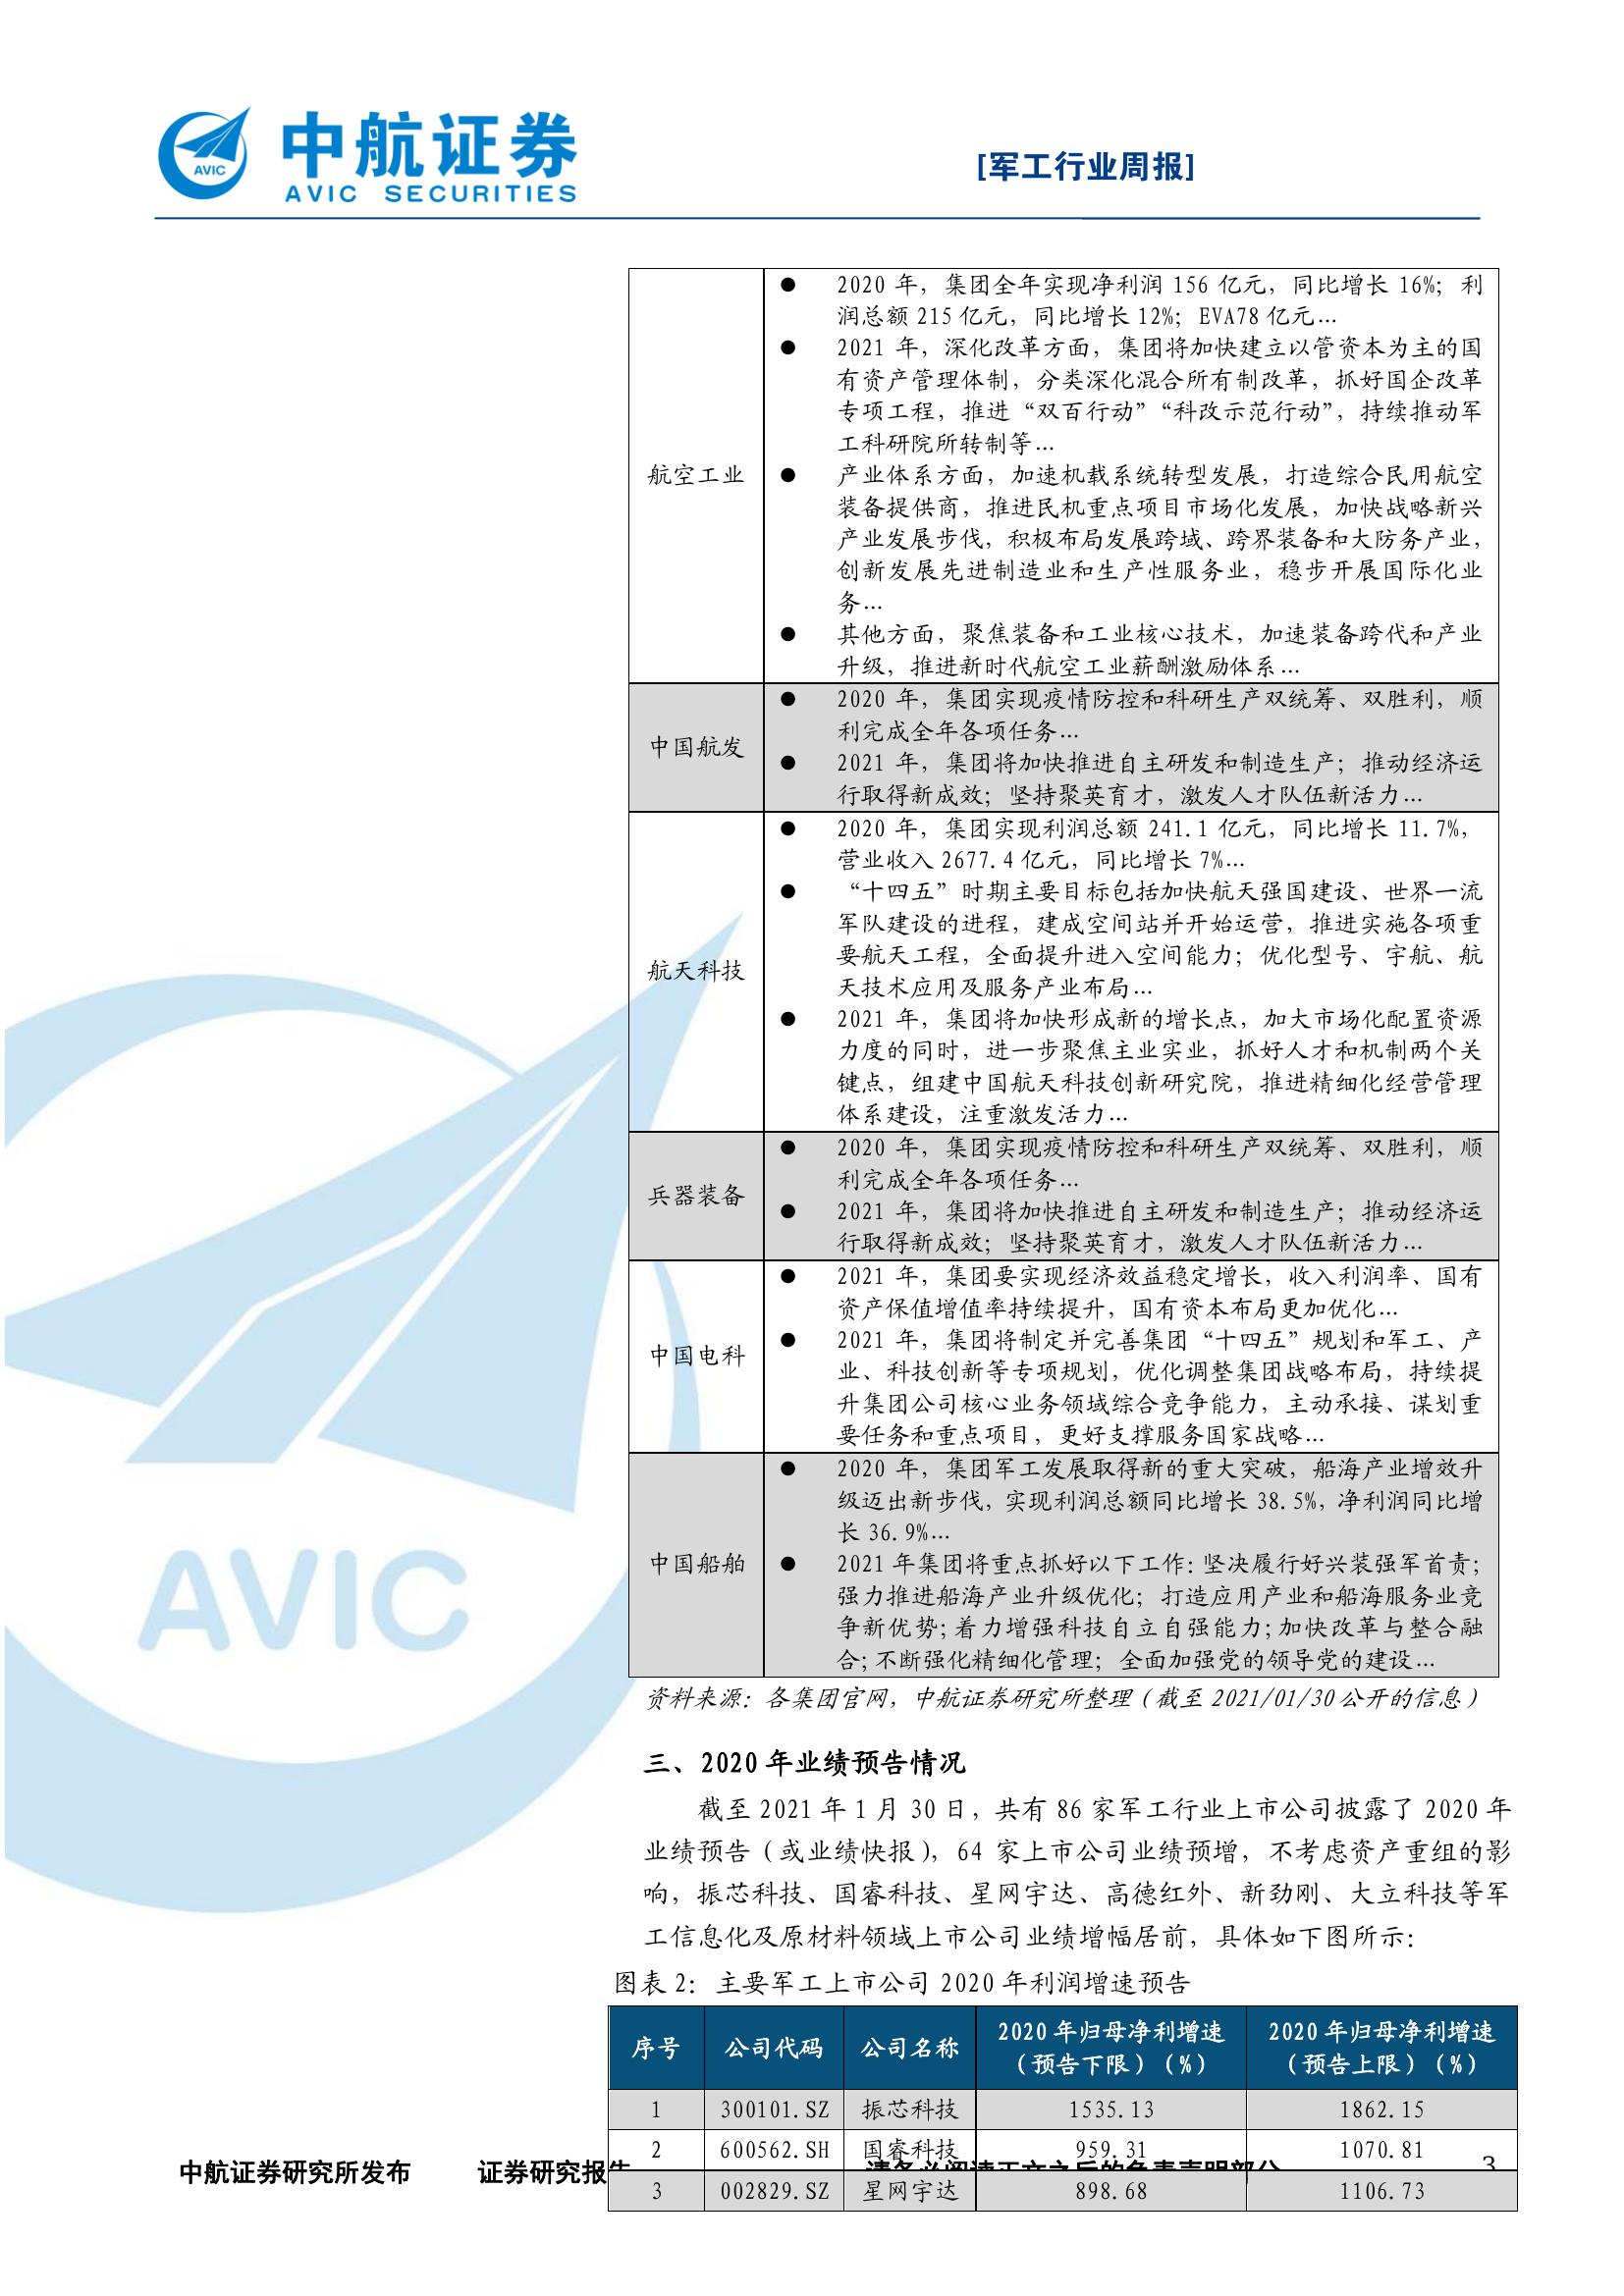 中航证券
AVIC SECURITIES
AVIC
[军工行业周报]
航空工业
● 2020 年，集团全年实现净利润 156 亿元，同比增长 16%；利
润总额 215 亿元，同比增长 12%；EVA78 亿元…
● 2021 年，深化改革方面，集团将加快建立以管资本为主的国
有资产管理体制，分类深化混合所有制改革，抓好国企改革
专项工程，推进“双百行动”“科改示范行动”，持续推动军
工科研院所转制等…
● 产业体系方面，加速机载系统转型发展，打造综合民用航空
装备提供商，推进民机重点项目市场化发展，加快战略新兴
产业发展步伐，积极布局发展跨域、跨界装备和大防务产业，
创新发展先进制造业和生产性服务业，稳步开展国际化业
务…
● 其他方面，聚焦装备和工业核心技术，加速装备跨代和产业
升级，推进新时代航空工业薪酬激励体系…
中国航发
● 2020 年，集团实现疫情防控和科研生产双统筹、双胜利，顺
利完成全年各项任务…
● 2021 年，集团将加快推进自主研发和制造生产；推动经济运
行取得新成效；坚持聚英育才，激发人才队伍新活力…
航天科技
● 2020 年，集团实现利润总额 241.1 亿元，同比增长 11.7%，
营业收入 2677.4 亿元，同比增长 7%…
● “十四五”时期主要目标包括加快航天强国建设、世界一流
军队建设的进程，建成空间站并开始运营，推进实施各项重
要航天工程，全面提升进入空间能力；优化型号、宇航、航
天技术应用及服务产业布局…
● 2021 年，集团将加快形成新的增长点，加大市场化配置资源
力度的同时，进一步聚焦主业实业，抓好人才和机制两个关
键点，组建中国航天科技创新研究院，推进精细化经营管理
体系建设，注重激发活力…
兵器装备
● 2020 年，集团实现疫情防控和科研生产双统筹、双胜利，顺
利完成全年各项任务…
● 2021 年，集团将加快推进自主研发和制造生产；推动经济运
行取得新成效；坚持聚英育才，激发人才队伍新活力…
中国电科
● 2021 年，集团要实现经济效益稳定增长，收入利润率、国有
资产保值增值率持续提升，国有资本布局更加优化…
● 2021 年，集团将制定并完善集团“十四五”规划和军工、产
业、科技创新等专项规划，优化调整集团战略布局，持续提
升集团公司核心业务领域综合竞争能力，主动承接、谋划重
要任务和重点项目，更好支撑服务国家战略…
中国船舶
● 2020 年，集团军工发展取得新的重大突破，船海产业增效升
级迈出新步伐，实现利润总额同比增长 38.5%，净利润同比增
长 36.9%…
● 2021 年集团将重点抓好以下工作：坚决履行好兴装强军首责；
强力推进船海产业升级优化；打造应用产业和船海服务业竞
争新优势；着力增强科技自立自强能力；加快改革与整合融
合；不断强化精细化管理；全面加强党的领导党的建设…
资料来源：各集团官网，中航证券研究所整理（截至 2021/01/30 公开的信息）
AVIC
三、2020 年业绩预告情况
截至 2021 年 1 月 30 日，共有 86 家军工行业上市公司披露了 2020 年
业绩预告（或业绩快报），64 家上市公司业绩预增，不考虑资产重组的影
响，振芯科技、国睿科技、星网宇达、高德红外、新劲刚、大立科技等军
工信息化及原材料领域上市公司业绩增幅居前，具体如下图所示：
图表 2：主要军工上市公司 2020 年利润增速预告
序号 公司代码 公司名称 2020 年归母净利增速（预告下限）（%） 2020 年归母净利增速（预告上限）（%）
1 300101.SZ 振芯科技 1535.13 1862.15
2 600562.SH 国睿科技 959.31 1070.81
3 002829.SZ 星网宇达 898.68 1106.73
中航证券研究所发布 证券研究报告 请务必阅读正文之后的免责声明部分 3